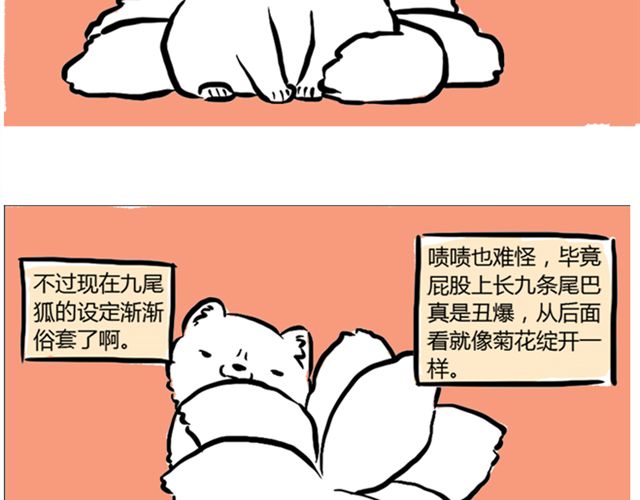 不过现在九尾
狐的设定渐渐
俗套了啊。
啧啧也难怪，毕竟
屁股上长九条尾巴
真是丑爆，从后面
看就像菊花绽开一
样。